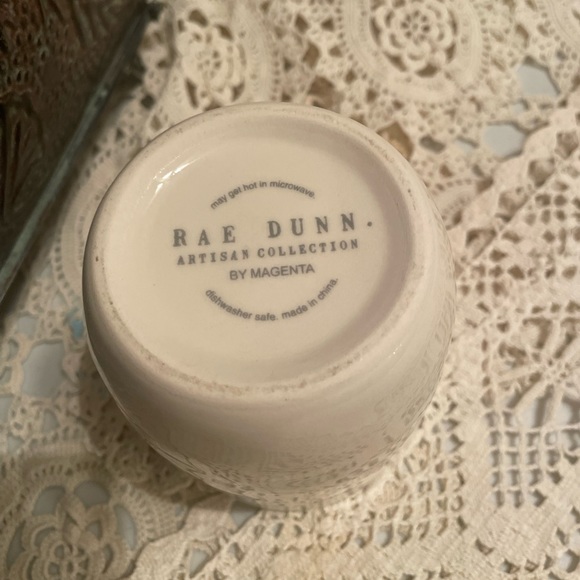 may get hot in microwave.
RAE DUNN.
ARTISAN COLLECTION
BY MAGENTA
dishwasher safe. made in china.